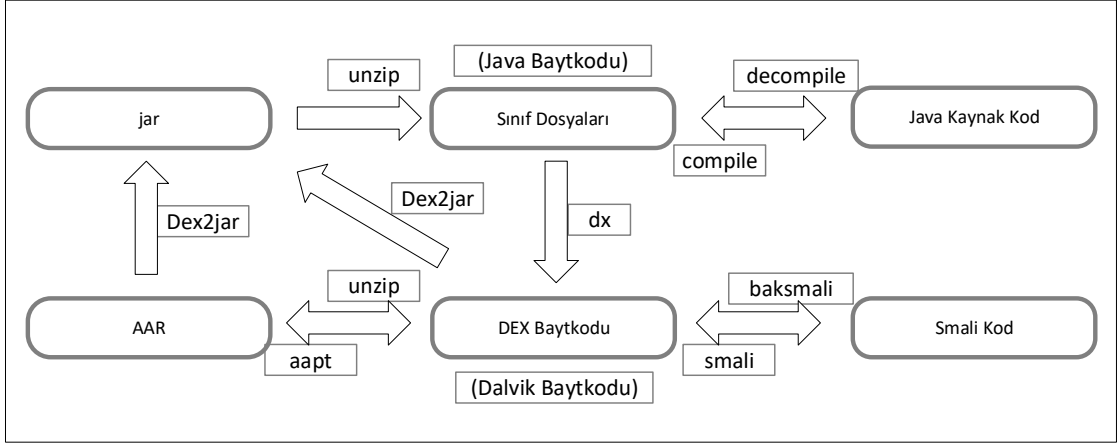 (Java Baytkodu)
unzip
decompile
jar
Sınıf Dosyaları
Java Kaynak Kod
compile
Dex2jar
Dex2jar
dx
unzip
baksmali
AAR
DEX Baytkodu
Smali Kod
aapt
smali
(Dalvik Baytkodu)